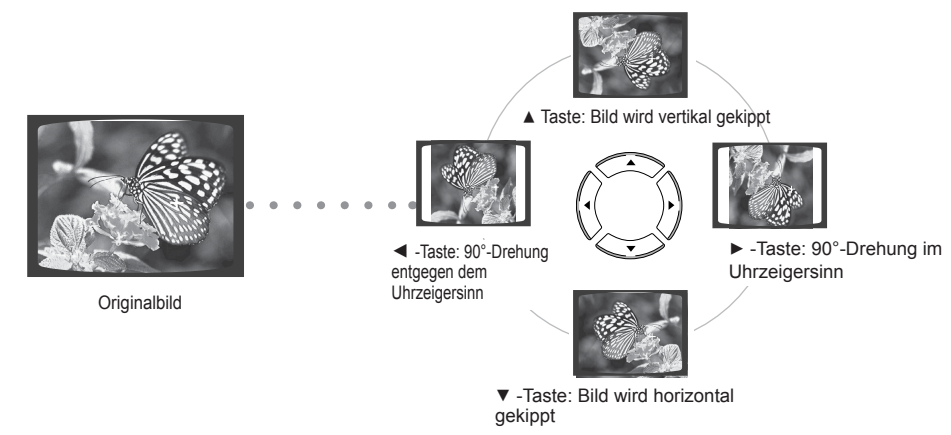 ▲ Taste: Bild wird vertikal gekippt
◄ -Taste: 90°-Drehung
entgegen dem
Uhrzeigersinn
► -Taste: 90°-Drehung im
Uhrzeigersinn
Originalbild
▼ -Taste: Bild wird horizontal
gekippt